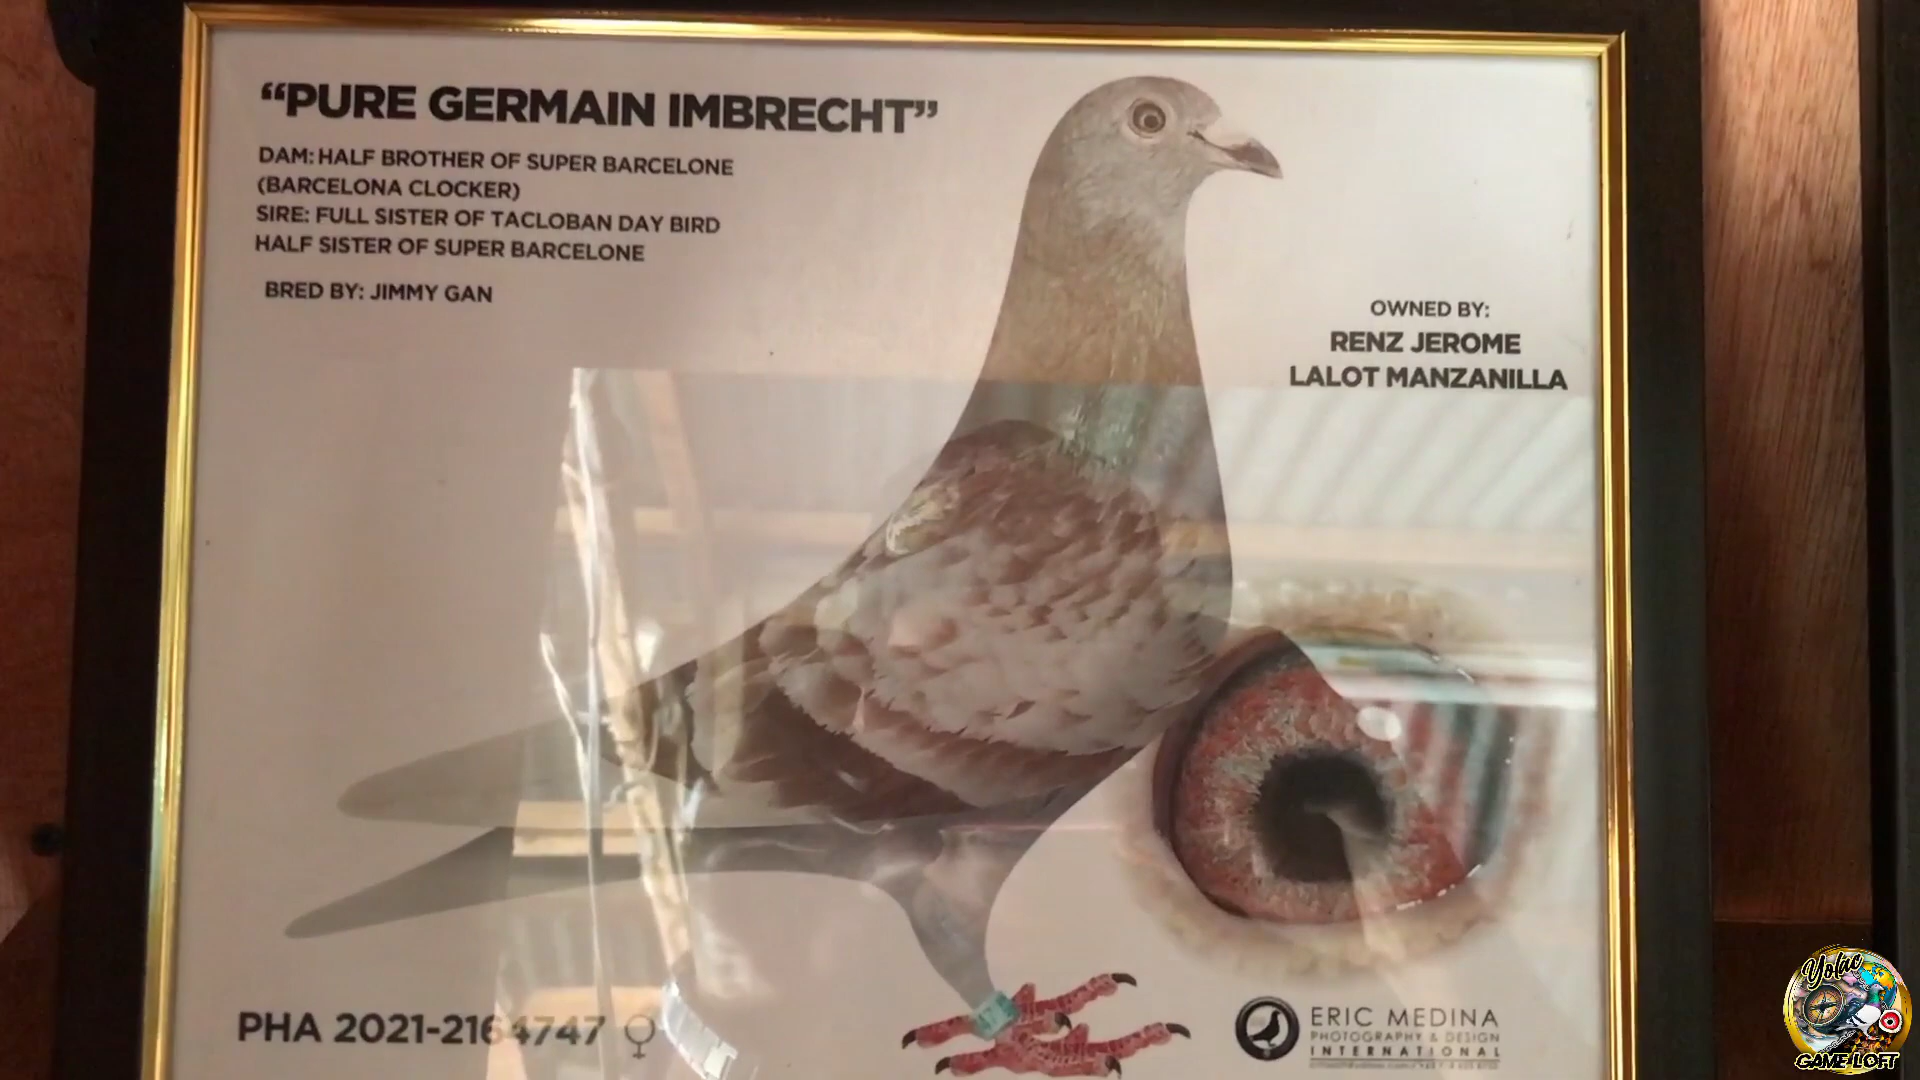 “PURE GERMAIN IMBRECHT”
DAM: HALF BROTHER OF SUPER BARCELONE
(BARCELONA CLOCKER)
SIRE: FULL SISTER OF TACLOBAN DAY BIRD
HALF SISTER OF SUPER BARCELONE
BRED BY: JIMMY GAN
OWNED BY:
RENZ JEROME
LALOT MANZANILLA
PHA 2021-2164747 ♀
ERIC MEDINA
PHOTOGRAPHY & DESIGN
INTERNATIONAL
Yolac
GAME LOFT